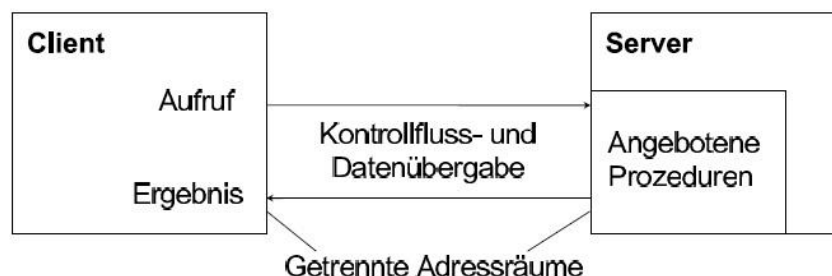 Client
Server
Aufruf
Kontrollfluss- und
Datenübergabe
Angebotene
Prozeduren
Ergebnis
Getrennte Adressräume